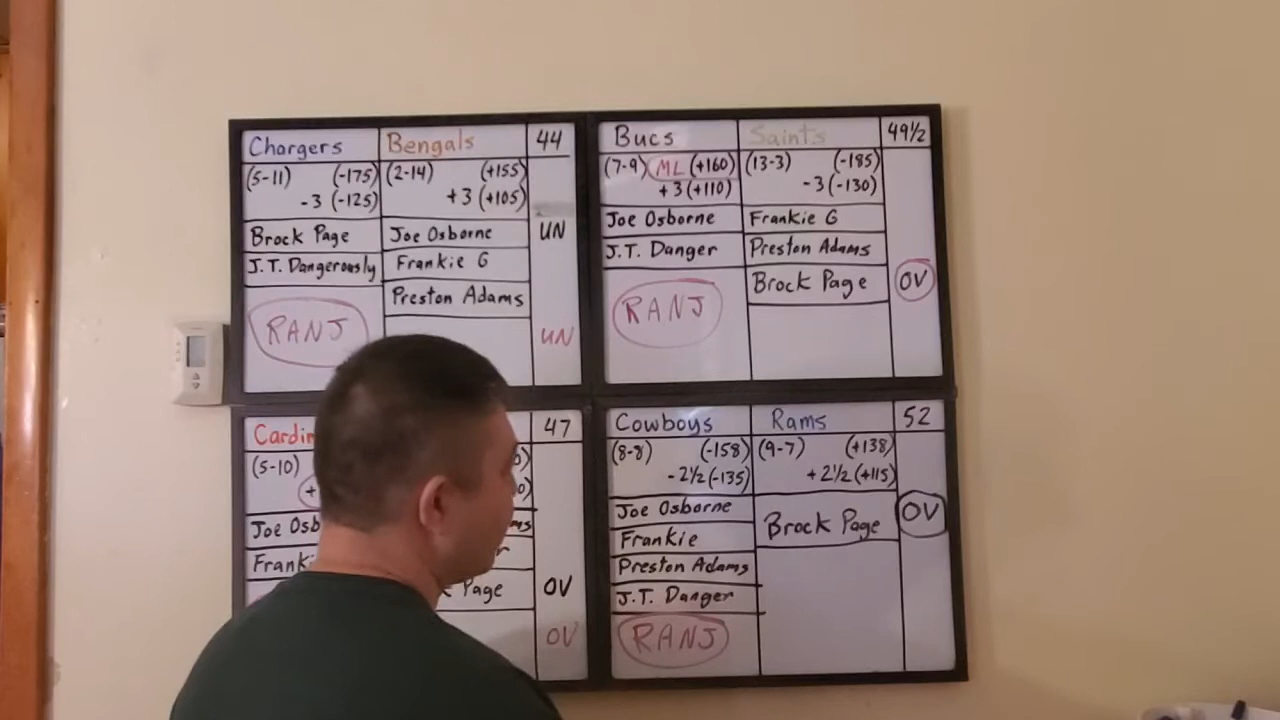 Chargers Bengals 44
(5-11) (-175) (2-14) (+155)
-3 (-125) +3 (+105)
Brock Page Joe Osborne UN
J.T. Dangerously Frankie G
Preston Adams
RANJ UN
Bucs Saints 49½
(7-9) ML (+160) (13-3) (-185)
+3 (+110) -3 (-130)
Joe Osborne Frankie G
J.T. Danger Preston Adams
RANJ Brock Page OV
47
(5-10)
Joe
Page OV
OV
Cowboys Rams 52
(8-8) (-158) (9-7) (+138)
-2½ (-135) +2½ (+115)
Joe Osborne Brock Page OV
Frankie
Preston Adams
J.T. Danger
RANJ